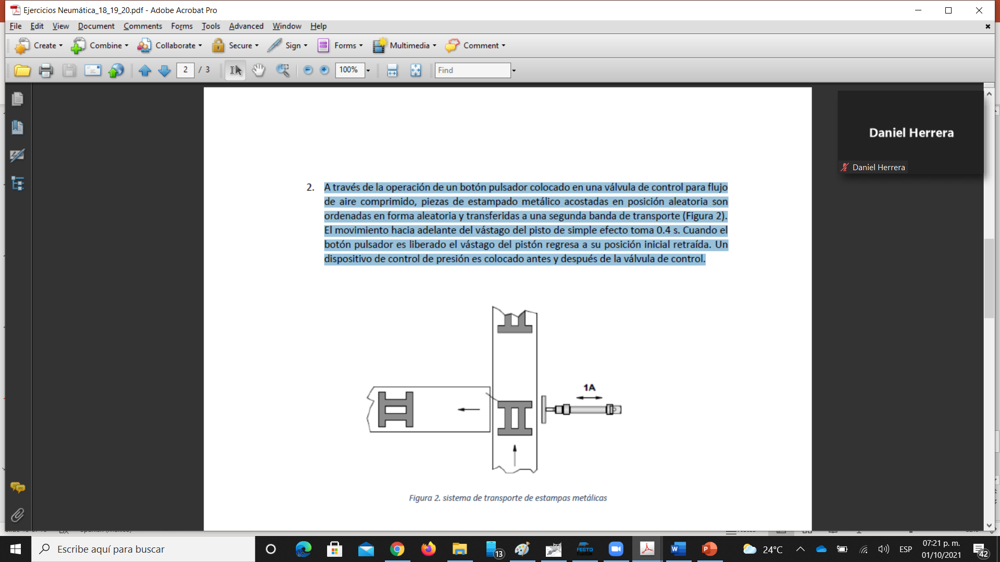 Ejercicios Neumática_18_19_20.pdf - Adobe Acrobat Pro
File Edit View Document Comments Forms Tools Advanced Window Help
Create Combine Collaborate Secure Sign Forms Multimedia Comment
2 / 3 100% Find
Daniel Herrera
Daniel Herrera
2. A través de la operación de un botón pulsador colocado en una válvula de control para flujo
de aire comprimido, piezas de estampado metálico acostadas en posición aleatoria son
ordenadas en forma aleatoria y transferidas a una segunda banda de transporte (Figura 2).
El movimiento hacia adelante del vástago del pisto de simple efecto toma 0.4 s. Cuando el
botón pulsador es liberado el vástago del pistón regresa a su posición inicial retraída. Un
dispositivo de control de presión es colocado antes y después de la válvula de control.
1A
Figura 2. sistema de transporte de estampas metálicas
Escribe aquí para buscar
13
FESTO
24°C
ESP
07:21 p. m.
01/10/2021
42